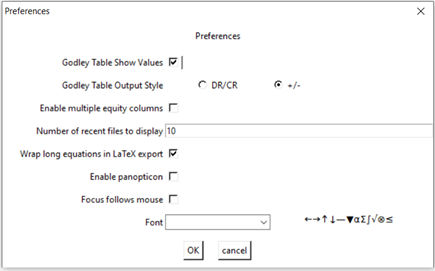 Preferences
Preferences
Godley Table Show Values
Godley Table Output Style DR/CR +/-
Enable multiple equity columns
Number of recent files to display 10
Wrap long equations in LaTeX export
Enable panopticon
Focus follows mouse
Font ←→↑↓—▼αΣ∫√⊗≤
OK cancel